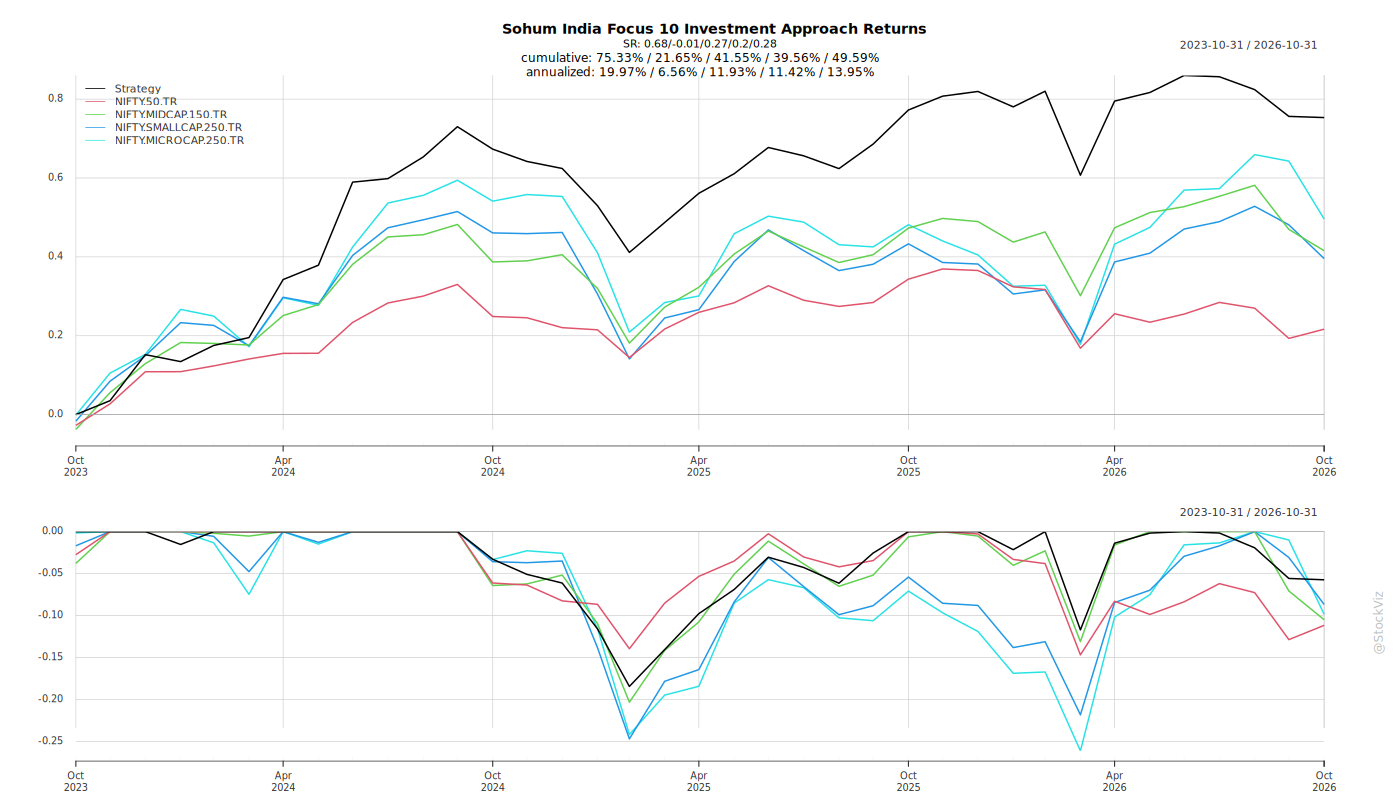 Sohum India Focus 10 Investment Approach Returns
SR: 0.68/-0.01/0.27/0.2/0.28
cumulative: 75.33% / 21.65% / 41.55% / 39.56% / 49.59%
annualized: 19.97% / 6.56% / 11.93% / 11.42% / 13.95%
2023-10-31 / 2026-10-31
Strategy
NIFTY.50.TR
NIFTY.MIDCAP.150.TR
NIFTY.SMALLCAP.250.TR
NIFTY.MICROCAP.250.TR
0.8
0.6
0.4
0.2
0.0
Oct 2023
Apr 2024
Oct 2024
Apr 2025
Oct 2025
Apr 2026
Oct 2026
2023-10-31 / 2026-10-31
0.00
-0.05
-0.10
-0.15
-0.20
-0.25
Oct 2023
Apr 2024
Oct 2024
Apr 2025
Oct 2025
Apr 2026
Oct 2026
@StockViz